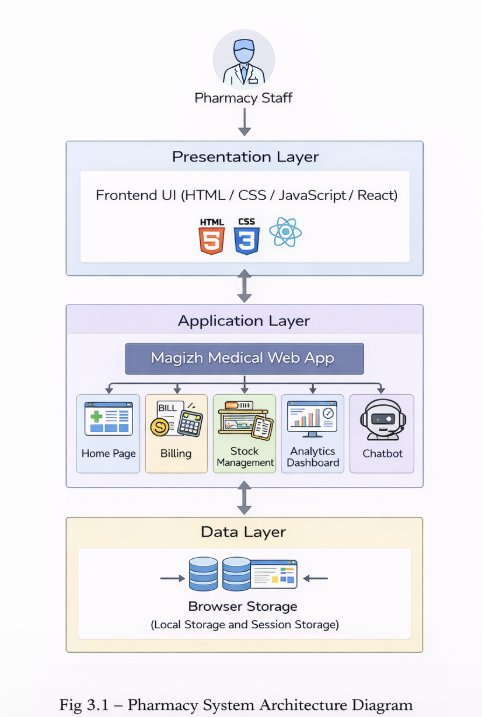 Pharmacy Staff
Presentation Layer
Frontend UI (HTML / CSS / JavaScript / React)
HTML
5
CSS
3
Application Layer
Magizh Medical Web App
Home Page
BILL
$
Billing
Stock
Management
Analytics
Dashboard
Chatbot
Data Layer
Browser Storage
(Local Storage and Session Storage)
Fig 3.1 – Pharmacy System Architecture Diagram